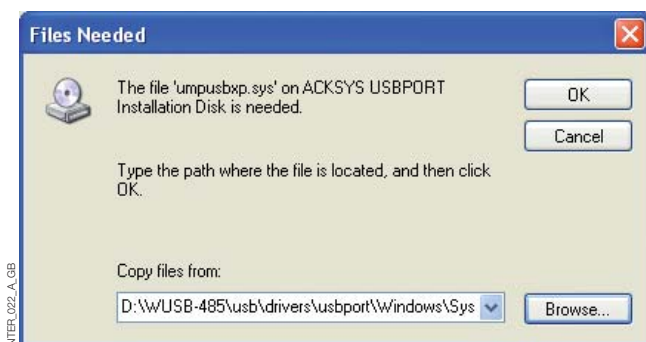 Files Needed
The file 'umpusbxp.sys' on ACKSYS USBPORT
Installation Disk is needed.
OK
Cancel
Type the path where the file is located, and then click
OK.
Copy files from:
D:\WUSB-485\usb\drivers\usbport\Windows\Sys
Browse...
NTER_022_A_GB